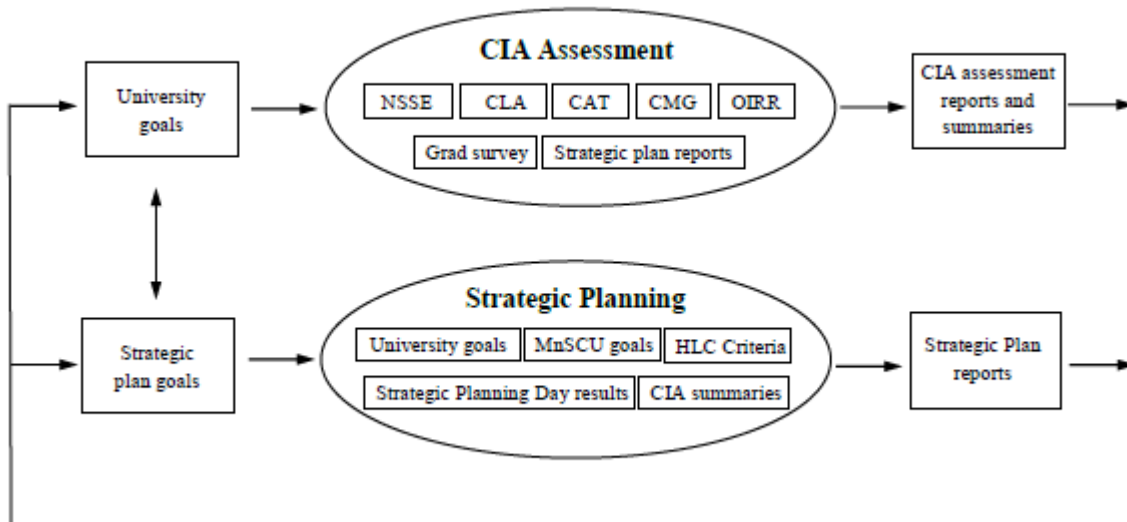 CIA Assessment
University
goals
NSSE
CLA
CAT
CMG
OIRR
Grad survey
Strategic plan reports
CIA assessment
reports and
summaries
Strategic Planning
Strategic
plan goals
University goals
MnSCU goals
HLC Criteria
Strategic Planning Day results
CIA summaries
Strategic Plan
reports